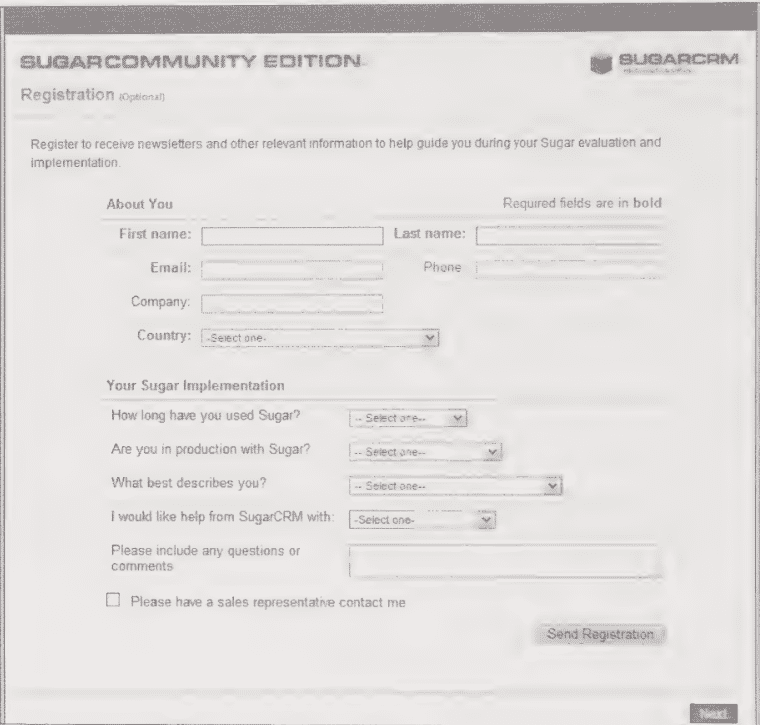 SUGARCOMMUNITY EDITION
SUGARCRM
Registration (Optional)
Register to receive newsletters and other relevant information to help guide you during your Sugar evaluation and
implementation.
About You Required fields are in bold
First name: Last name:
Email: Phone
Company:
Country: -Select one-
Your Sugar Implementation
How long have you used Sugar? -- Select one--
Are you in production with Sugar? -- Select one--
What best describes you? -- Select one--
I would like help from SugarCRM with: -Select one-
Please include any questions or
comments
Please have a sales representative contact me
Send Registration
Next